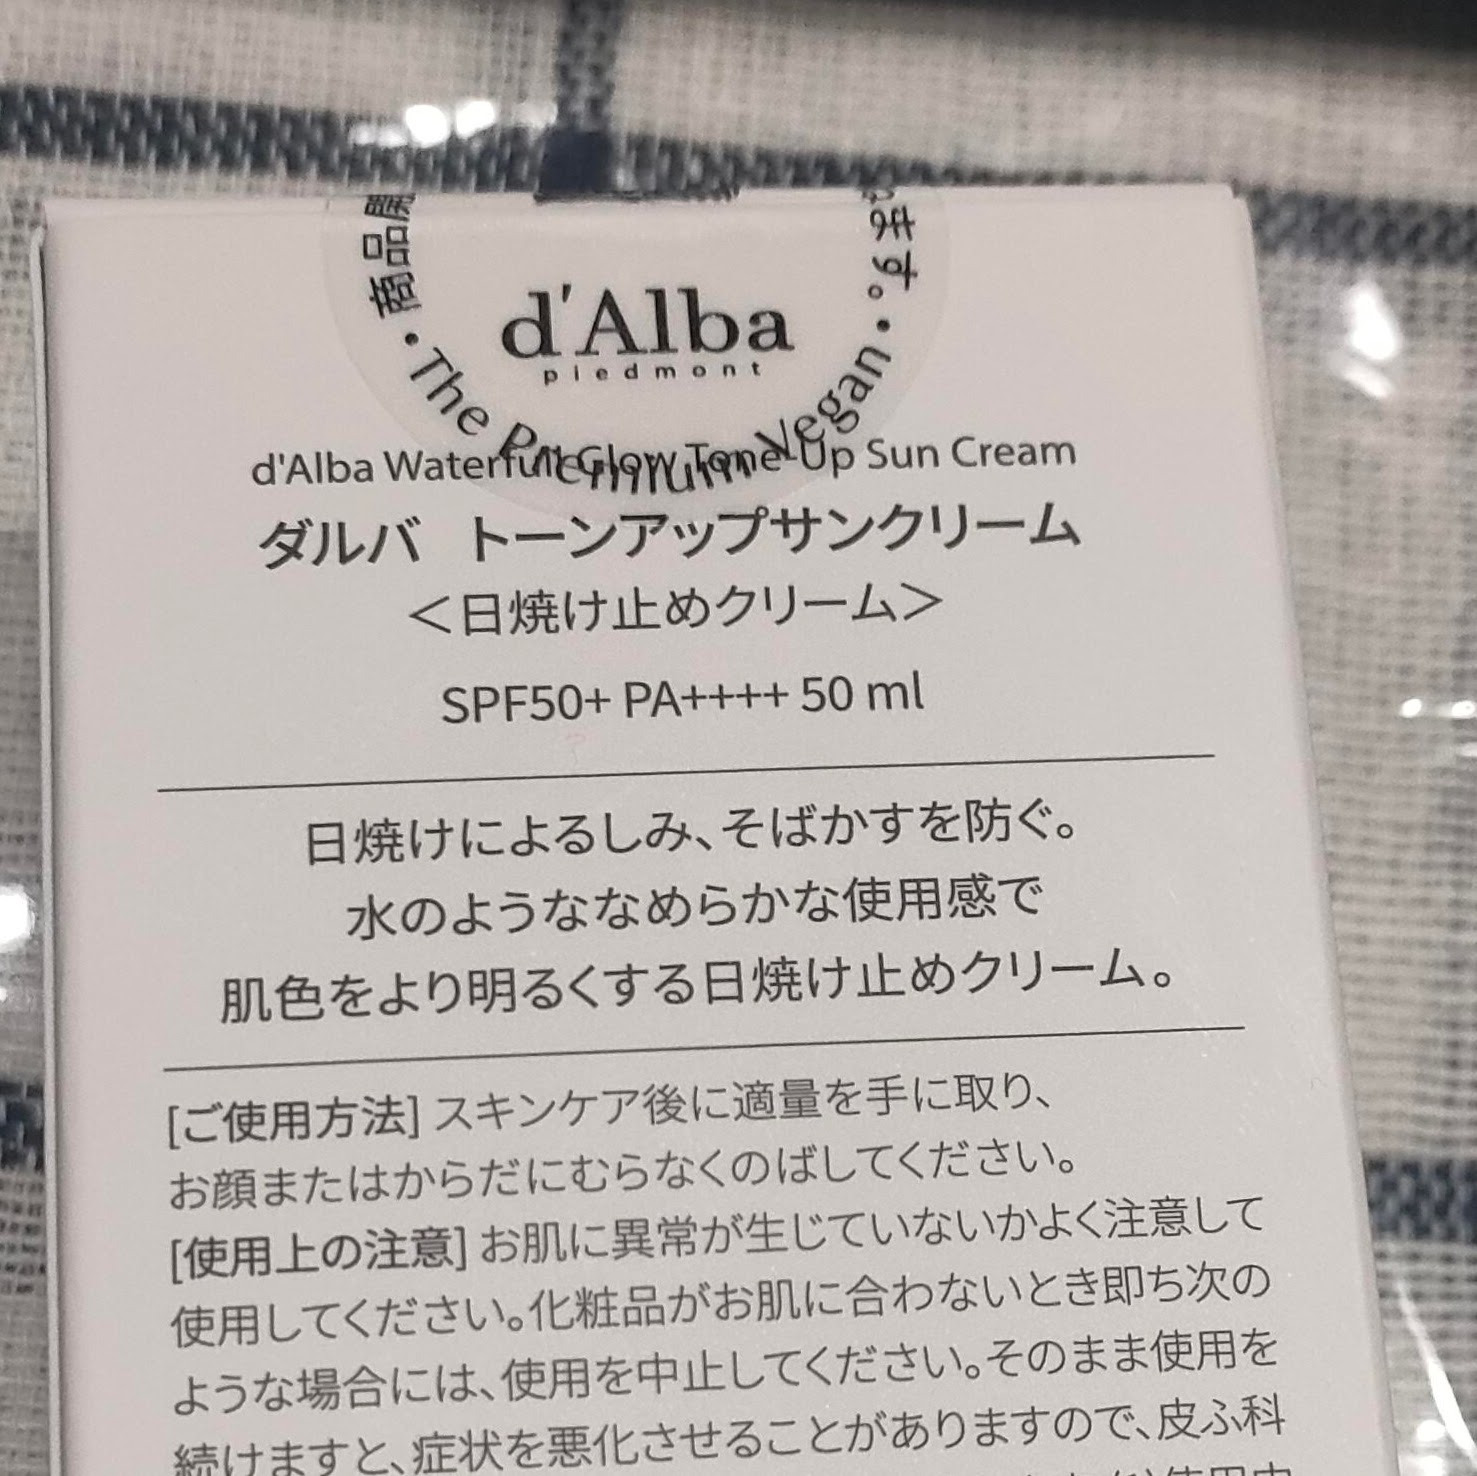 商品
ます。
d'Alba
piedmont
• The Premium Vegan •
d'Alba Waterfull Glow Tone-Up Sun Cream
ダルバ トーンアップサンクリーム
＜日焼け止めクリーム＞
SPF50+ PA++++ 50 ml
日焼けによるしみ、そばかすを防ぐ。
水のようななめらかな使用感で
肌色をより明るくする日焼け止めクリーム。
[ご使用方法] スキンケア後に適量を手に取り、
お顔またはからだにむらなくのばしてください。
[使用上の注意] お肌に異常が生じていないかよく注意して
使用してください。化粧品がお肌に合わないとき即ち次の
ような場合には、使用を中止してください。そのまま使用を
続けますと、症状を悪化させることがありますので、皮ふ科